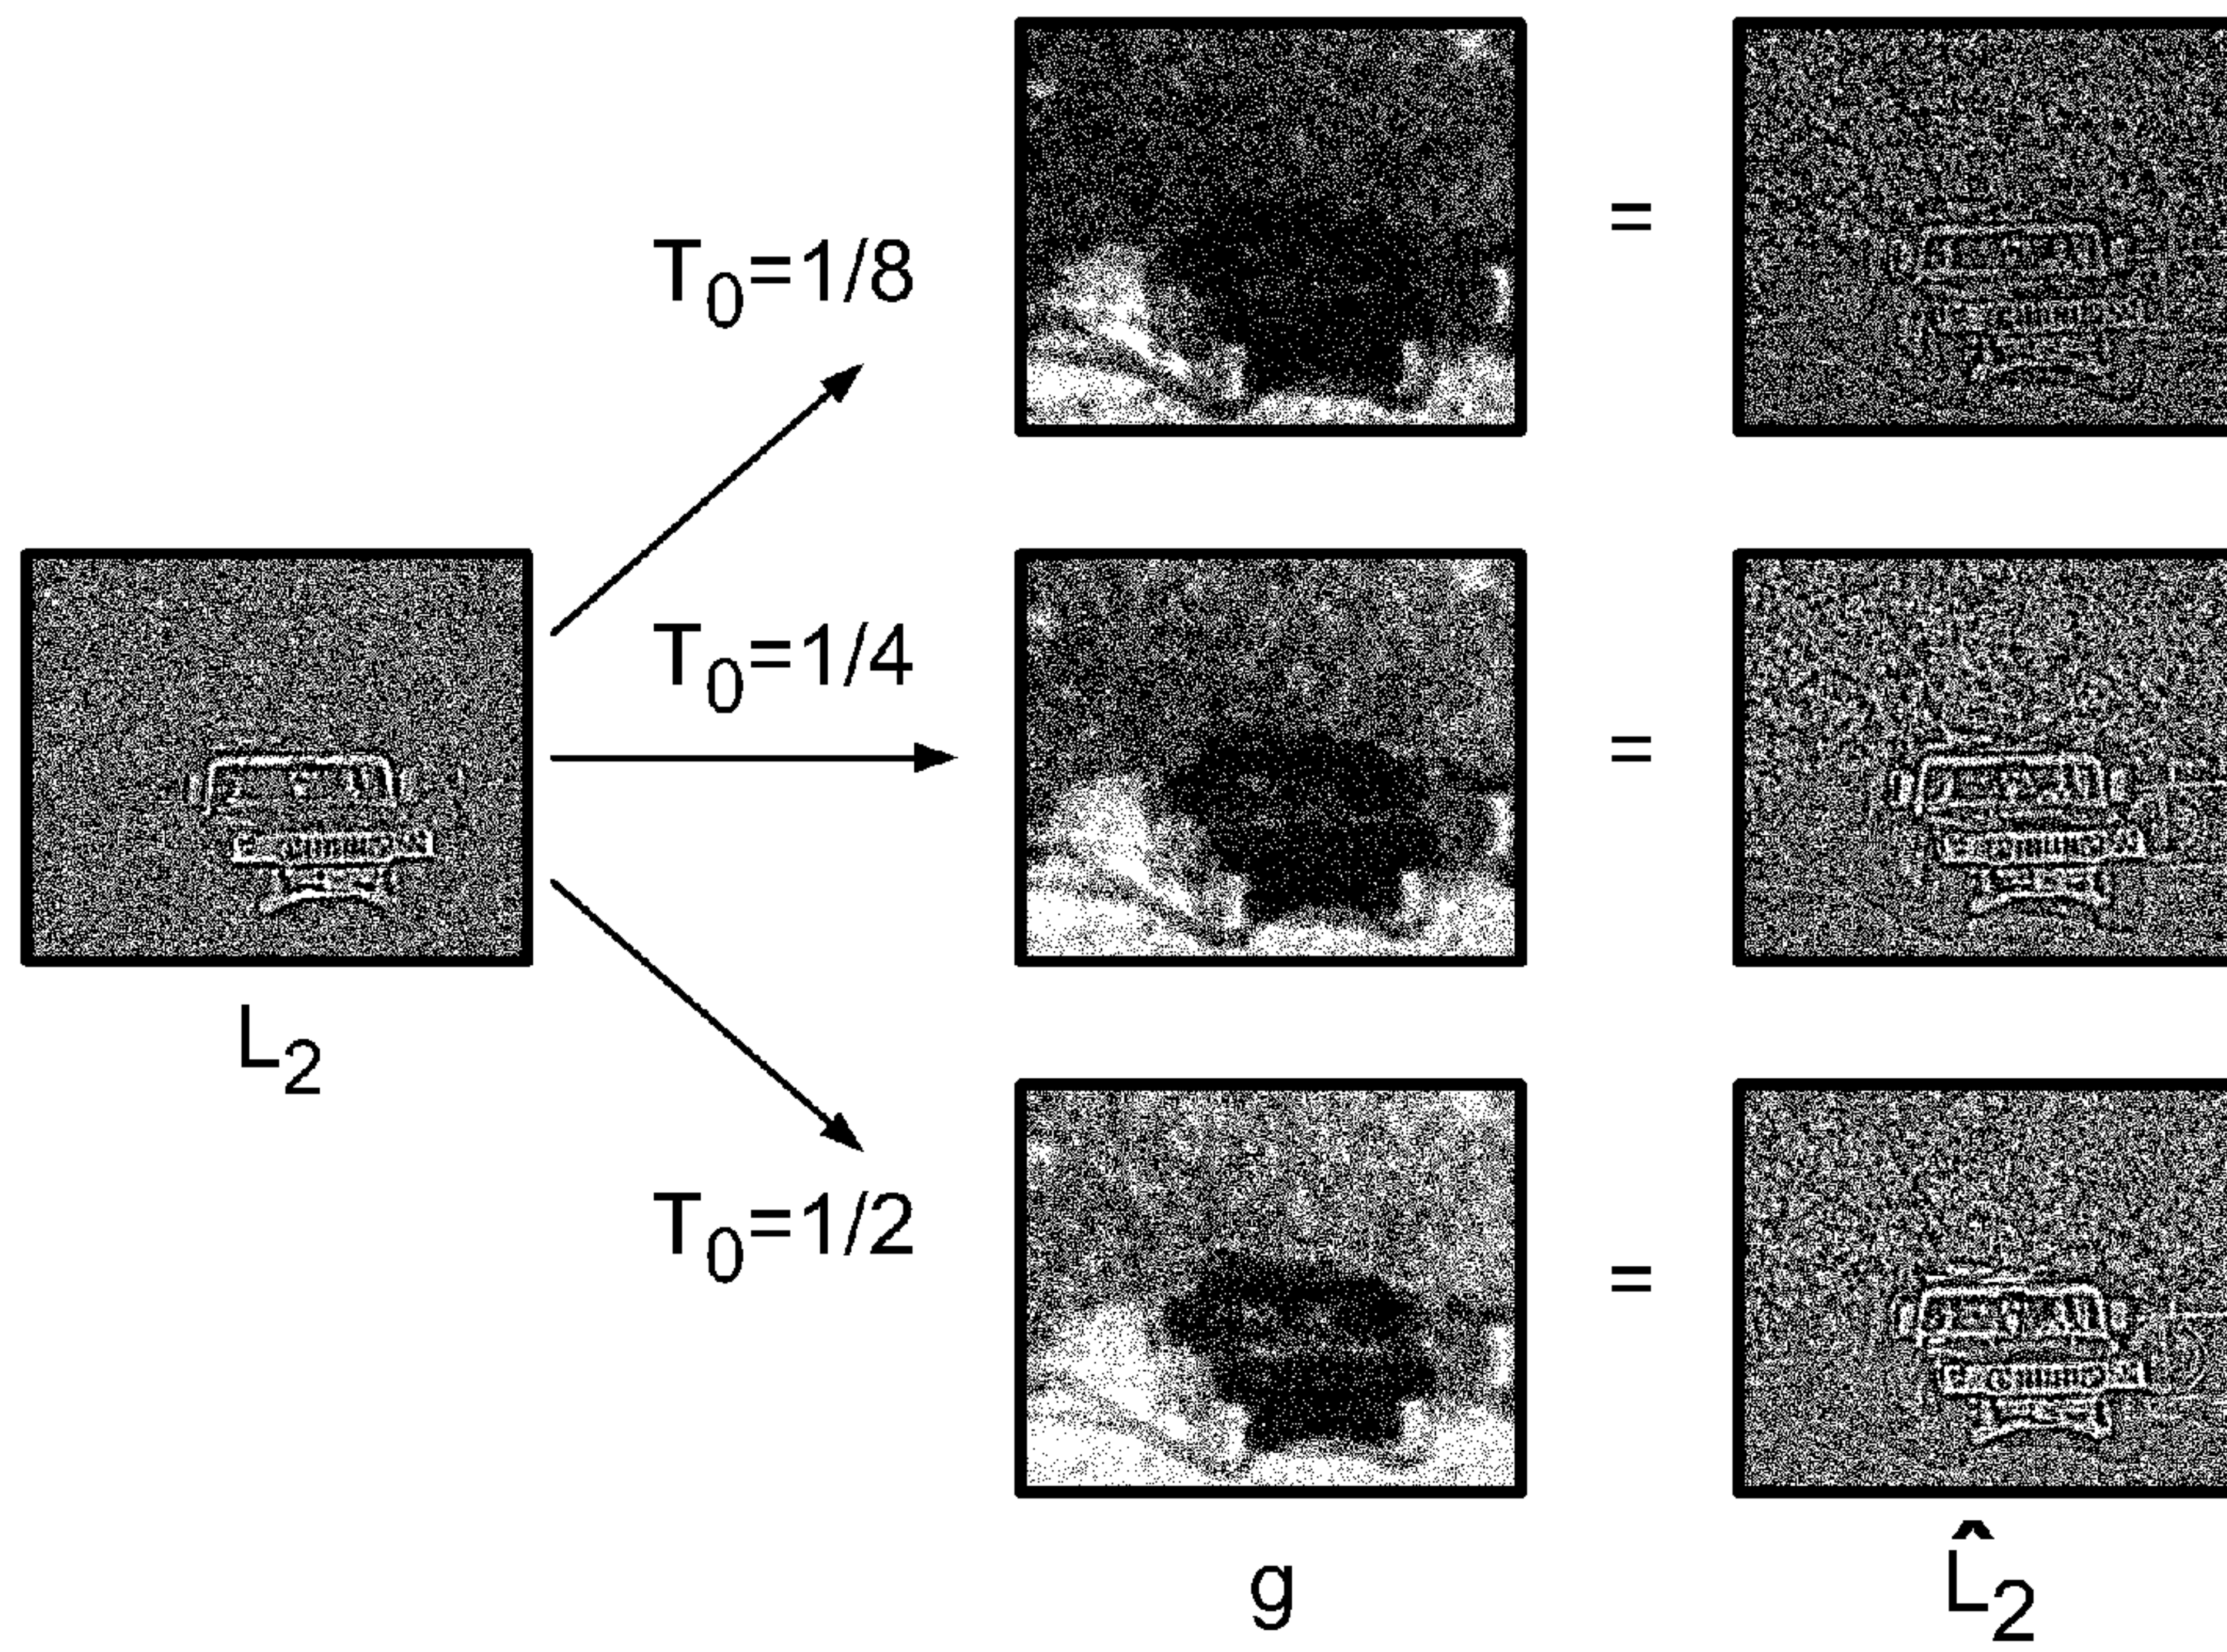 T₀=1/8
=
T₀=1/4
=
L₂
T₀=1/2
=
g
L̂₂